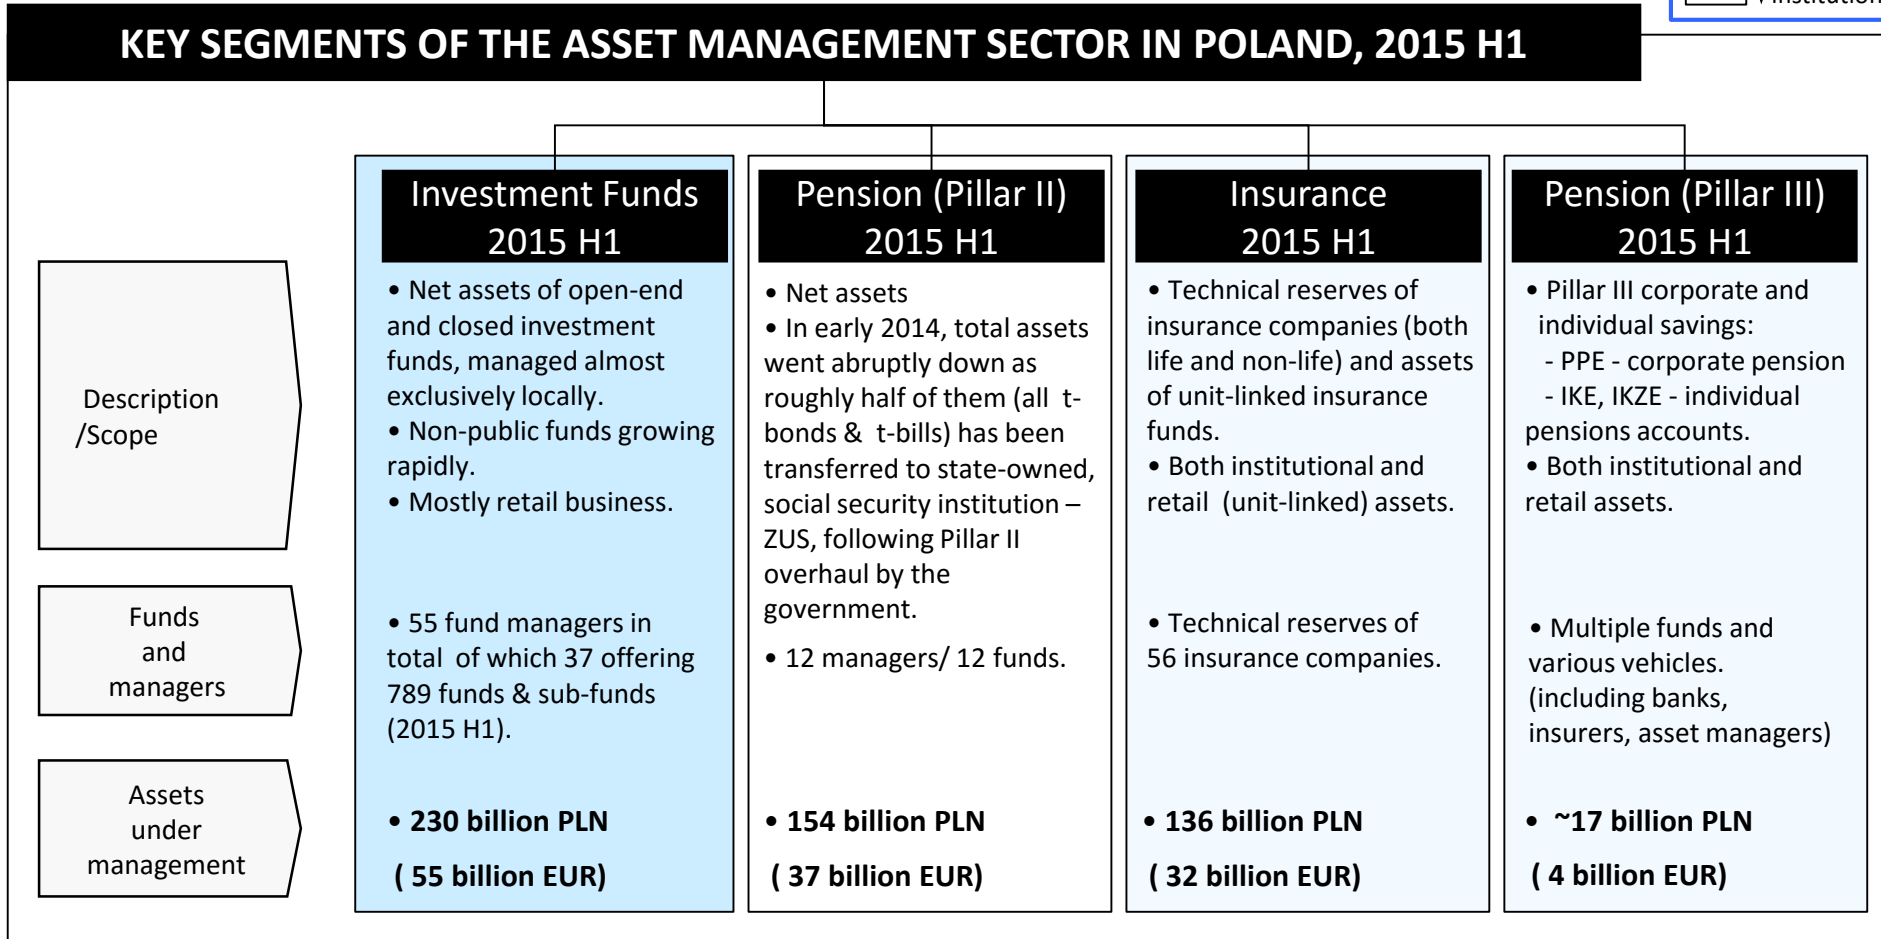 institution
KEY SEGMENTS OF THE ASSET MANAGEMENT SECTOR IN POLAND, 2015 H1
Investment Funds
2015 H1
Pension (Pillar II)
2015 H1
Insurance
2015 H1
Pension (Pillar III)
2015 H1
Description
/Scope
• Net assets of open-end
and closed investment
funds, managed almost
exclusively locally.
• Non-public funds growing
rapidly.
• Mostly retail business.
• Net assets
• In early 2014, total assets
went abruptly down as
roughly half of them (all t-
bonds & t-bills) has been
transferred to state-owned,
social security institution –
ZUS, following Pillar II
overhaul by the
government.
• Technical reserves of
insurance companies (both
life and non-life) and assets
of unit-linked insurance
funds.
• Both institutional and
retail (unit-linked) assets.
• Pillar III corporate and
individual savings:
- PPE - corporate pension
- IKE, IKZE - individual
pensions accounts.
• Both institutional and
retail assets.
Funds
and
managers
• 55 fund managers in
total of which 37 offering
789 funds & sub-funds
(2015 H1).
• 12 managers/ 12 funds.
• Technical reserves of
56 insurance companies.
• Multiple funds and
various vehicles.
(including banks,
insurers, asset managers)
Assets
under
management
• 230 billion PLN
( 55 billion EUR)
• 154 billion PLN
( 37 billion EUR)
• 136 billion PLN
( 32 billion EUR)
• ~17 billion PLN
( 4 billion EUR)